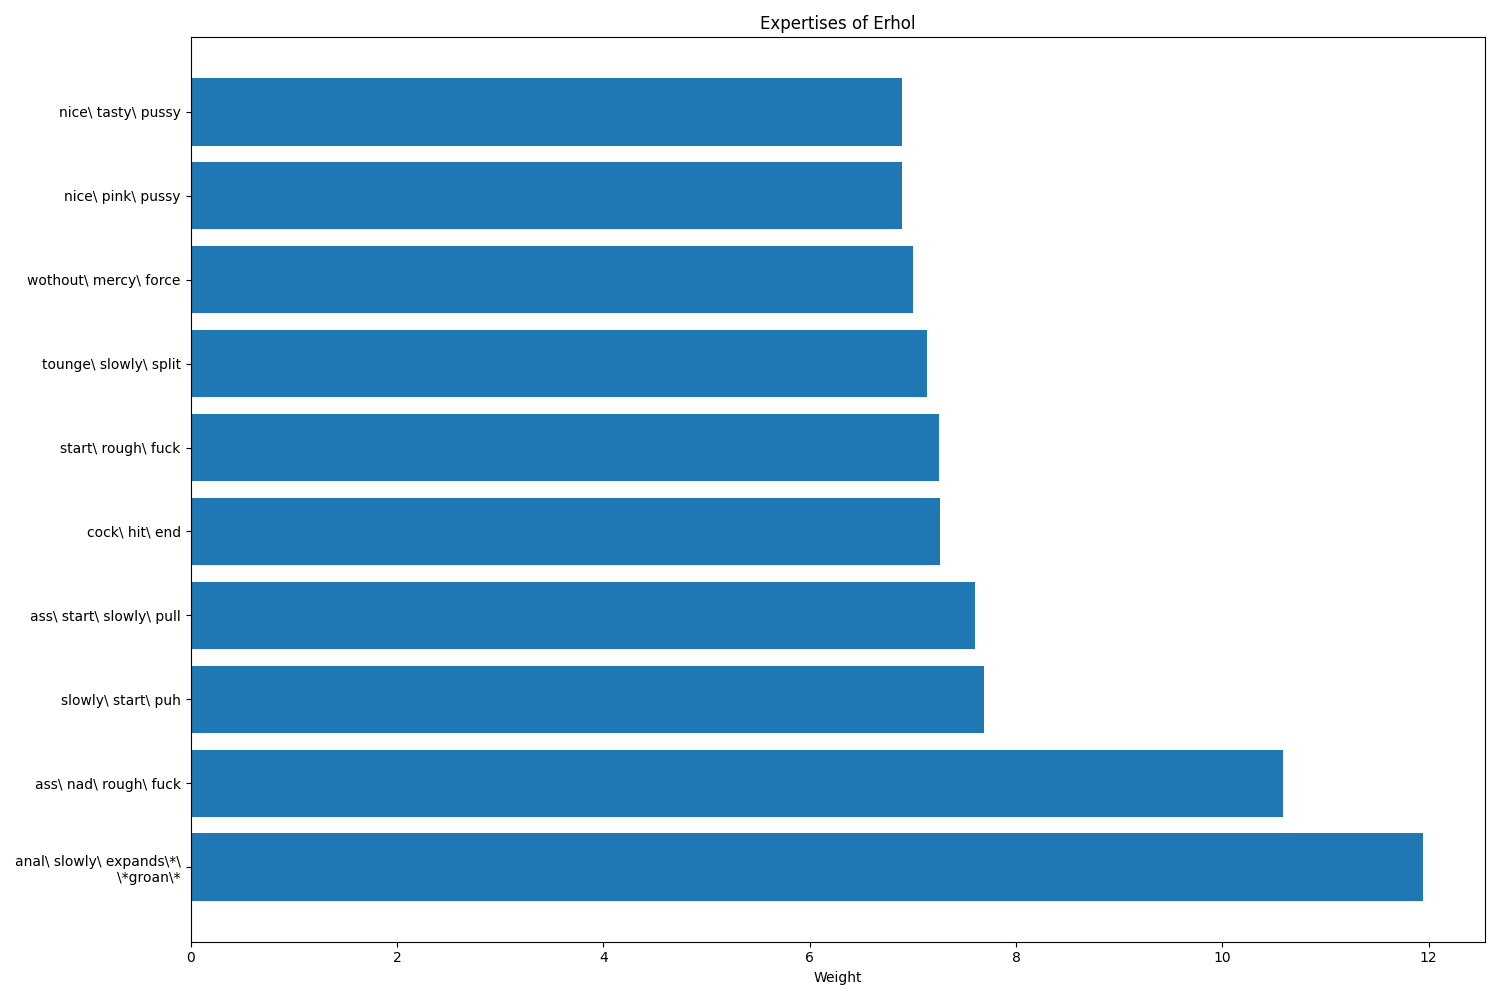 Expertises of Erhol
nice\ tasty\ pussy
nice\ pink\ pussy
wothout\ mercy\ force
tounge\ slowly\ split
start\ rough\ fuck
cock\ hit\ end
ass\ start\ slowly\ pull
slowly\ start\ puh
ass\ nad\ rough\ fuck
anal\ slowly\ expands\*\
\*groan\*
0 2 4 6 8 10 12
Weight